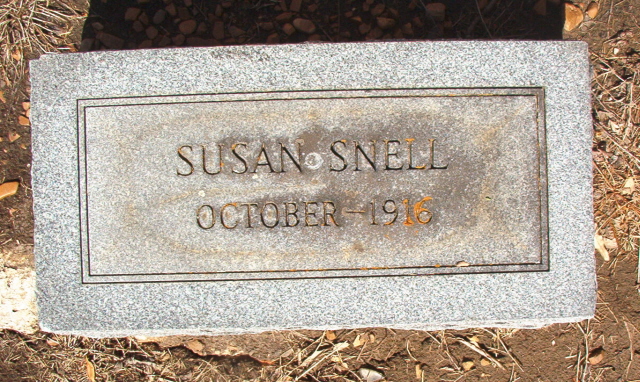 SUSAN SNELL
OCTOBER - 1916